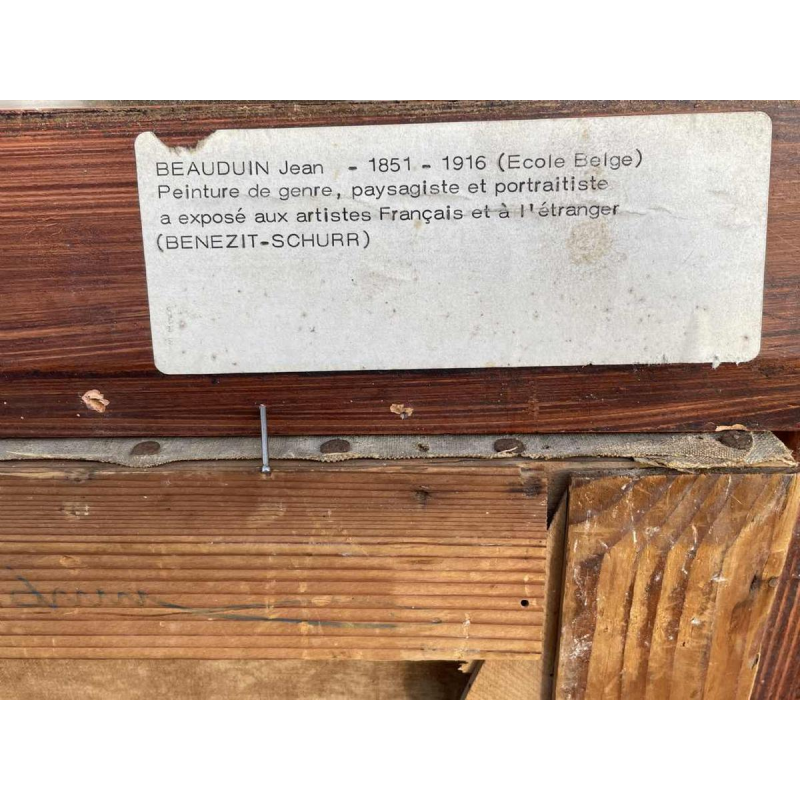 BEAUDUIN Jean - 1851 - 1916 (Ecole Belge)
Peinture de genre, paysagiste et portraitiste
a exposé aux artistes Français et à l'étranger
(BENEZIT-SCHURR)